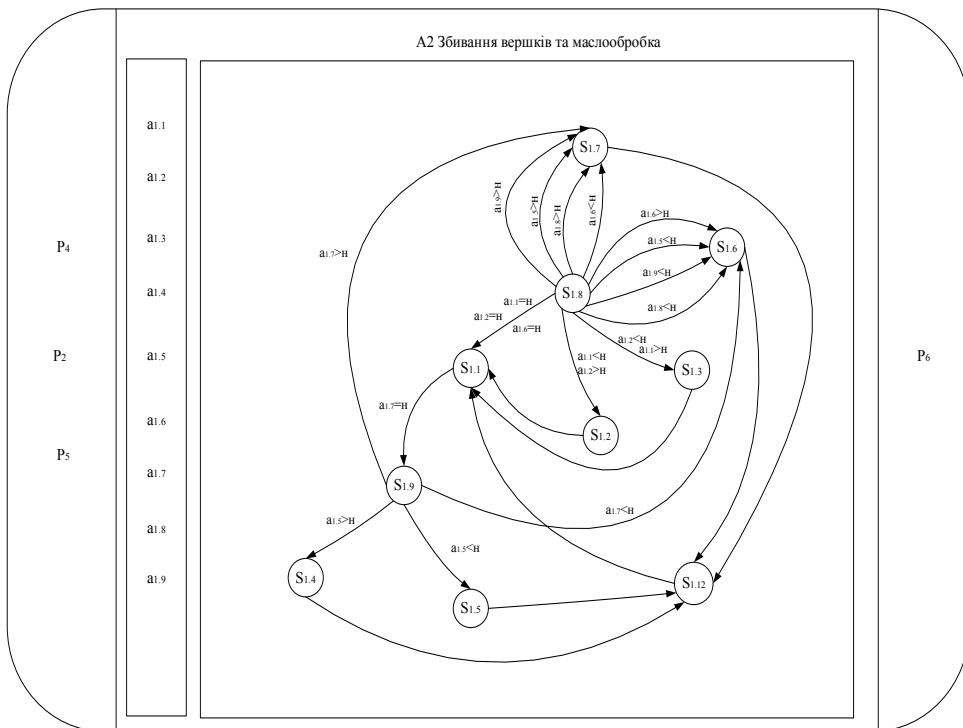 А2 Збивання вершків та маслообробка
P4
P2
P5
a1.1
a1.2
a1.3
a1.4
a1.5
a1.6
a1.7
a1.8
a1.9
S1.7
a1.9>н
a1.5>н
a1.8>н
a1.6<н
a1.7>н
a1.6>н
a1.5<н
S1.6
a1.9<н
a1.8<н
S1.8
a1.1=н
a1.2=н
a1.6=н
a1.2<н
a1.1>н
a1.1<н
a1.2>н
S1.1
S1.3
a1.7=н
S1.2
S1.9
a1.7<н
a1.5>н
a1.5<н
S1.4
S1.5
S1.12
P6